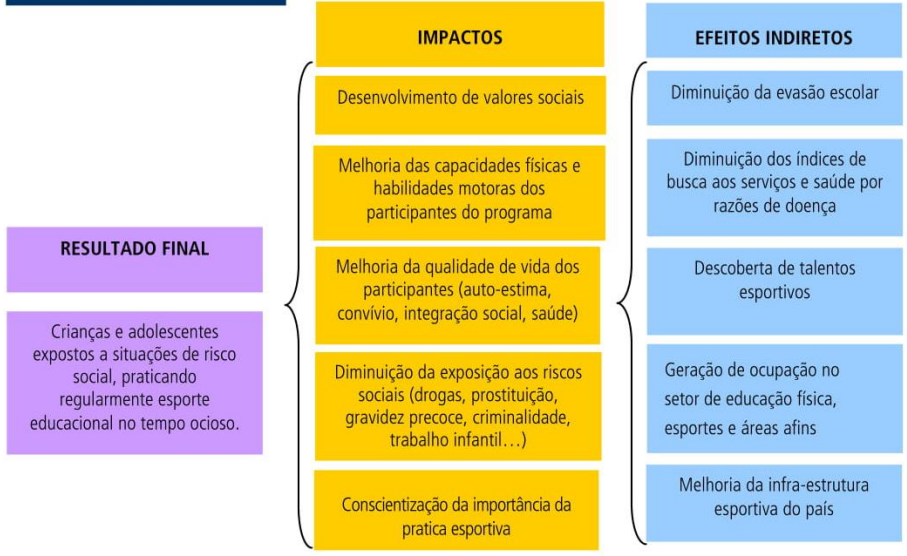 RESULTADO FINAL
Crianças e adolescentes
expostos a situações de risco
social, praticando
regularmente esporte
educacional no tempo ocioso.
IMPACTOS
Desenvolvimento de valores sociais
Melhoria das capacidades físicas e
habilidades motoras dos
participantes do programa
Melhoria da qualidade de vida dos
participantes (auto-estima,
convívio, integração social, saúde)
Diminuição da exposição aos riscos
sociais (drogas, prostituição,
gravidez precoce, criminalidade,
trabalho infantil…)
Conscientização da importância da
pratica esportiva
EFEITOS INDIRETOS
Diminuição da evasão escolar
Diminuição dos índices de
busca aos serviços e saúde por
razões de doença
Descoberta de talentos
esportivos
Geração de ocupação no
setor de educação física,
esportes e áreas afins
Melhoria da infra-estrutura
esportiva do país